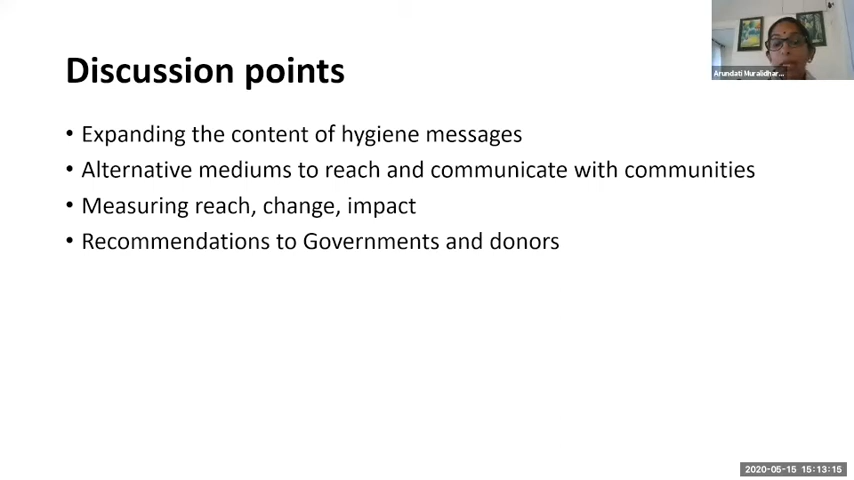 Discussion points
• Expanding the content of hygiene messages
• Alternative mediums to reach and communicate with communities
• Measuring reach, change, impact
• Recommendations to Governments and donors
Arundati Muralidhar...
2020-05-15 15:13:15